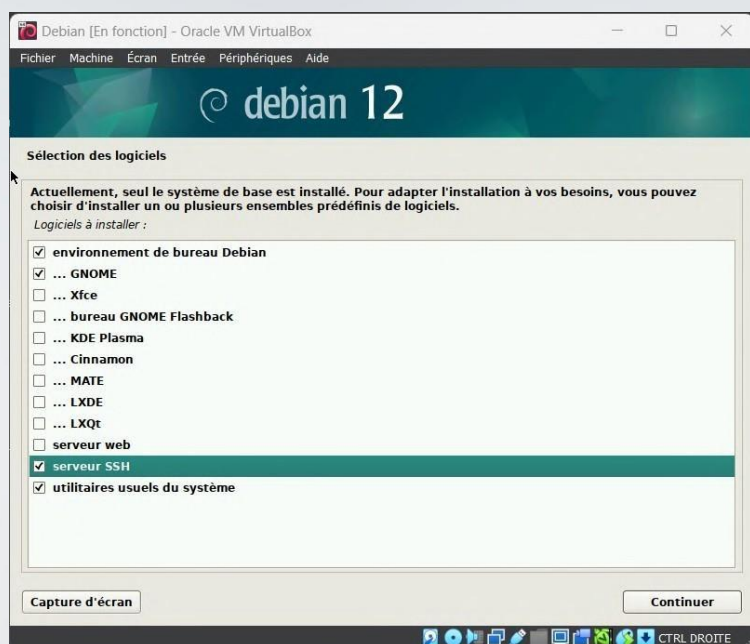 Debian [En fonction] - Oracle VM VirtualBox
Fichier Machine Écran Entrée Périphériques Aide
debian 12
Sélection des logiciels
Actuellement, seul le système de base est installé. Pour adapter l'installation à vos besoins, vous pouvez
choisir d'installer un ou plusieurs ensembles prédéfinis de logiciels.
Logiciels à installer :
environnement de bureau Debian
... GNOME
... Xfce
... bureau GNOME Flashback
... KDE Plasma
... Cinnamon
... MATE
... LXDE
... LXQt
serveur web
serveur SSH
utilitaires usuels du système
Capture d'écran Continuer
CTRL DROITE